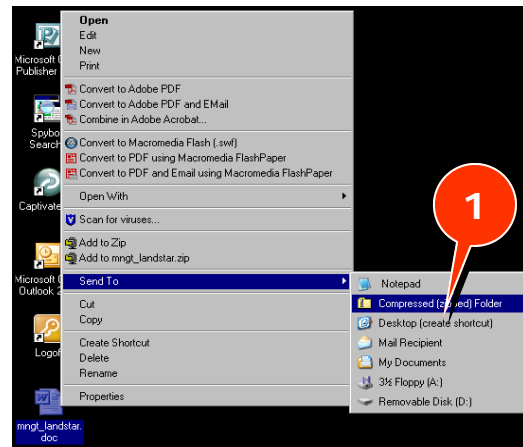 Open
Edit
New
Print
Convert to Adobe PDF
Convert to Adobe PDF and EMail
Combine in Adobe Acrobat...
Convert to Macromedia Flash (.swf)
Convert to PDF using Macromedia FlashPaper
Convert to PDF and Email using Macromedia FlashPaper
Open With
Scan for viruses...
Add to Zip
Add to mngt_landstar.zip
Send To
Cut
Copy
Create Shortcut
Delete
Rename
Properties
Notepad
Compressed Folder
Desktop (create shortcut)
Mail Recipient
My Documents
3½ Floppy (A:)
Removable Disk (D:)
1
Microsoft
Publisher
Search
Captivate
Microsoft
Outlook
mngt_landstar.
doc